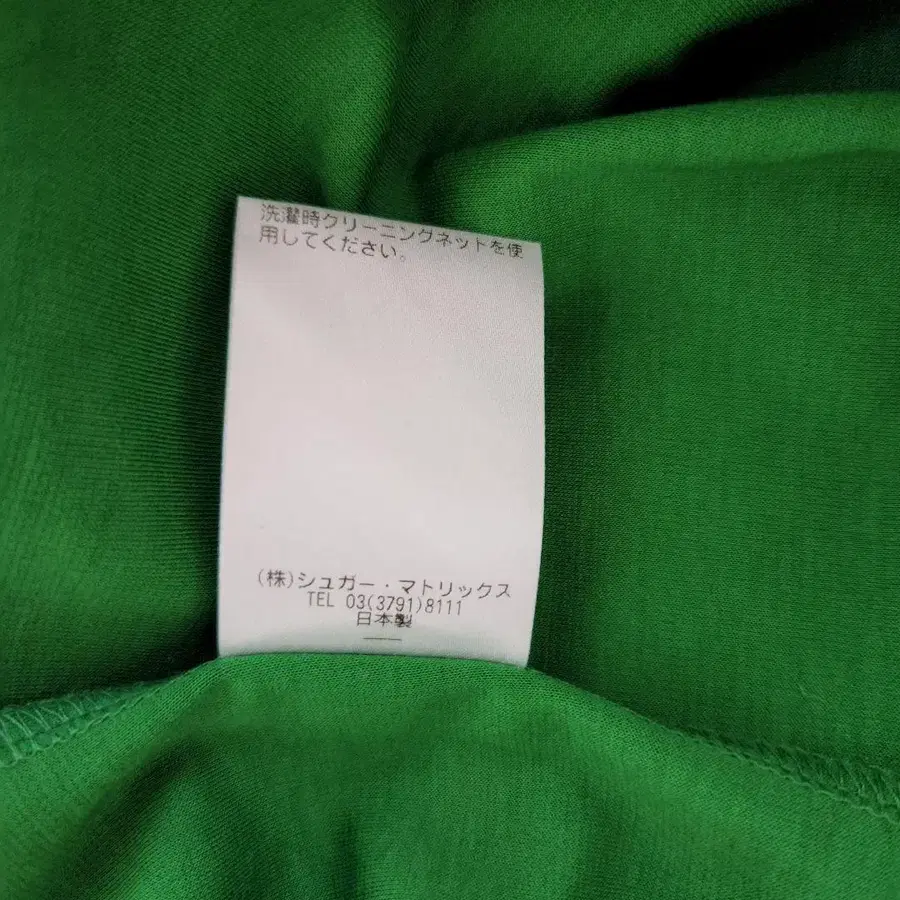 洗濯時クリーニングネットを使
用してください。
(株)シュガー・マトリックス
TEL 03(3791)8111
日本製